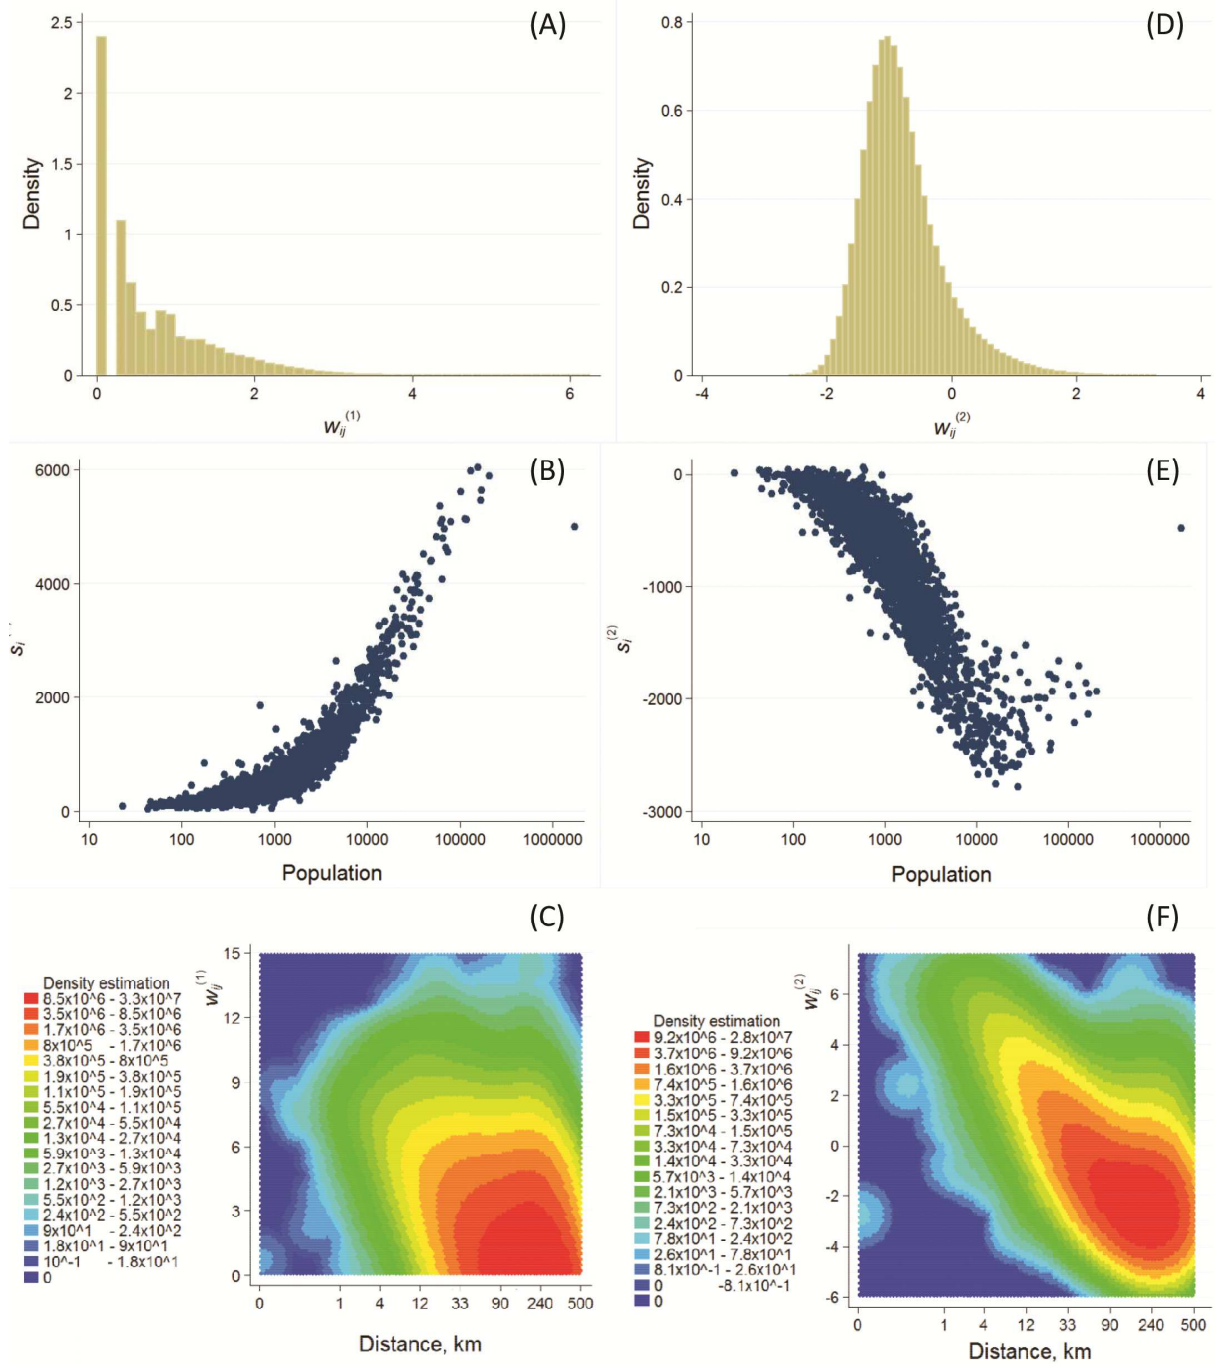 (A)
2.5
2
1.5
1
0.5
0
Density
0 2 4 6
w_ij^(1)
(D)
0.8
0.6
0.4
0.2
0
Density
-4 -2 0 2 4
w_ij^(2)
(B)
6000
4000
2000
0
s_i
10 100 1000 10000 100000 1000000
Population
(E)
0
-1000
-2000
-3000
s_i^(2)
10 100 1000 10000 100000 1000000
Population
(C)
Density estimation
8.5x10^6 - 3.3x10^7
3.5x10^6 - 8.5x10^6
1.7x10^6 - 3.5x10^6
8x10^5 - 1.7x10^6
3.8x10^5 - 8x10^5
1.9x10^5 - 3.8x10^5
1.1x10^5 - 1.9x10^5
5.5x10^4 - 1.1x10^5
2.7x10^4 - 5.5x10^4
1.3x10^4 - 2.7x10^4
5.9x10^3 - 1.3x10^4
2.7x10^3 - 5.9x10^3
1.2x10^3 - 2.7x10^3
5.5x10^2 - 1.2x10^3
2.4x10^2 - 5.5x10^2
9x10^1 - 2.4x10^2
1.8x10^1 - 9x10^1
10^-1 - 1.8x10^1
0
w_ij^(1)
15
12
9
6
3
0
0 1 4 12 33 90 240 500
Distance, km
(F)
Density estimation
9.2x10^6 - 2.8x10^7
3.7x10^6 - 9.2x10^6
1.6x10^6 - 3.7x10^6
7.4x10^5 - 1.6x10^6
3.3x10^5 - 7.4x10^5
1.5x10^5 - 3.3x10^5
7.3x10^4 - 1.5x10^5
3.3x10^4 - 7.3x10^4
1.4x10^4 - 3.3x10^4
5.7x10^3 - 1.4x10^4
2.1x10^3 - 5.7x10^3
7.3x10^2 - 2.1x10^3
2.4x10^2 - 7.3x10^2
7.8x10^1 - 2.4x10^2
2.6x10^1 - 7.8x10^1
8.1x10^-1 - 2.6x10^1
0 -8.1x10^-1
0
w_ij^(2)
6
4
2
0
-2
-4
-6
0 1 4 12 33 90 240 500
Distance, km